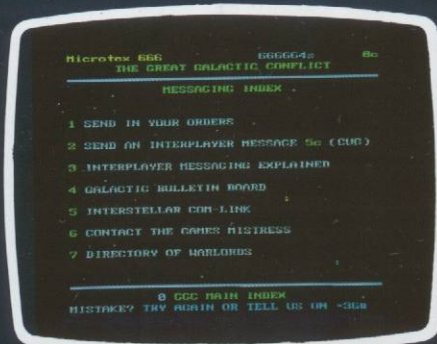 Microtex 666 666664a 8c
THE GREAT GALACTIC CONFLICT
MESSAGING INDEX
1 SEND IN YOUR ORDERS
2 SEND AN INTERPLAYER MESSAGE 5c (CUG)
3 INTERPLAYER MESSAGING EXPLAINED
4 GALACTIC BULLETIN BOARD
5 INTERSTELLAR COM-LINK
6 CONTACT THE GAMES MISTRESS
7 DIRECTORY OF WARLORDS
0 GGC MAIN INDEX
MISTAKE? TRY AGAIN OR TELL US ON